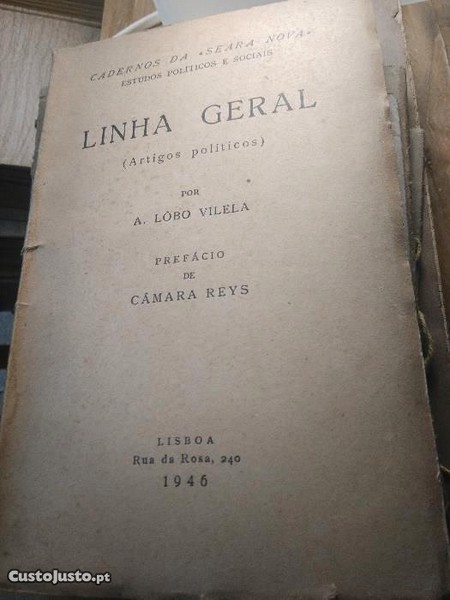 CADERNOS DA «SEARA NOVA»
ESTUDOS POLÍTICOS E SOCIAIS
LINHA GERAL
(Artigos políticos)
POR
A. LÔBO VILELA
PREFÁCIO
DE
CÂMARA REYS
LISBOA
Rua da Rosa, 240
1946
CustoJusto.pt